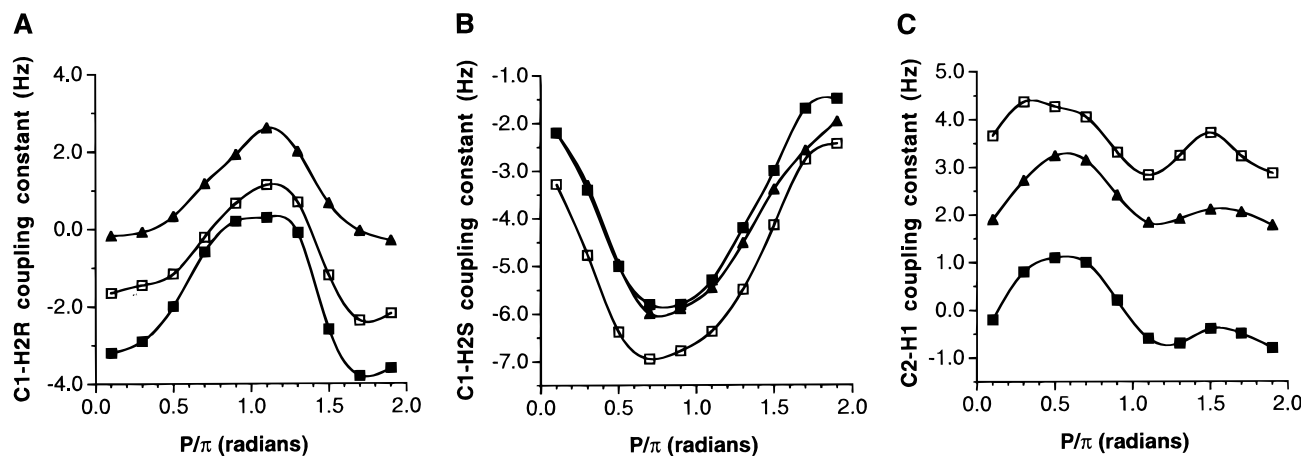 A
C1-H2R coupling constant (Hz)
4.0
2.0
0.0
-2.0
-4.0
0.0 0.5 1.0 1.5 2.0
P/π (radians)
B
C1-H2S coupling constant (Hz)
-1.0
-2.0
-3.0
-4.0
-5.0
-6.0
-7.0
0.0 0.5 1.0 1.5 2.0
P/π (radians)
C
C2-H1 coupling constant (Hz)
5.0
4.0
3.0
2.0
1.0
0.0
-1.0
0.0 0.5 1.0 1.5 2.0
P/π (radians)